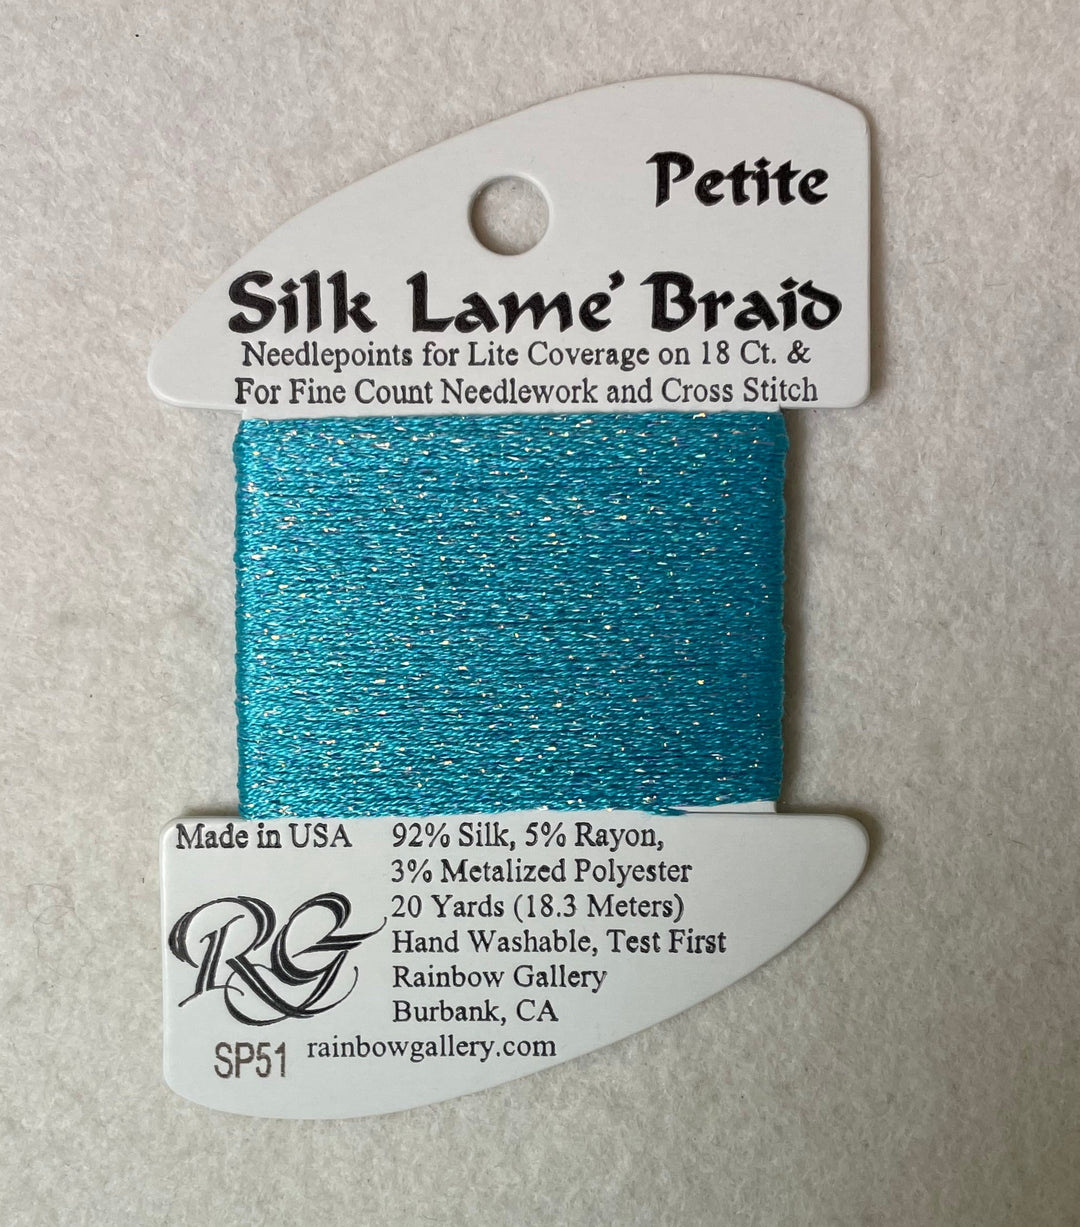 Petite
Silk Lame' Braid
Needlepoints for Lite Coverage on 18 Ct. &
For Fine Count Needlework and Cross Stitch
Made in USA
92% Silk, 5% Rayon,
3% Metalized Polyester
20 Yards (18.3 Meters)
Hand Washable, Test First
Rainbow Gallery
Burbank, CA
rainbowgallery.com
RG
SP51